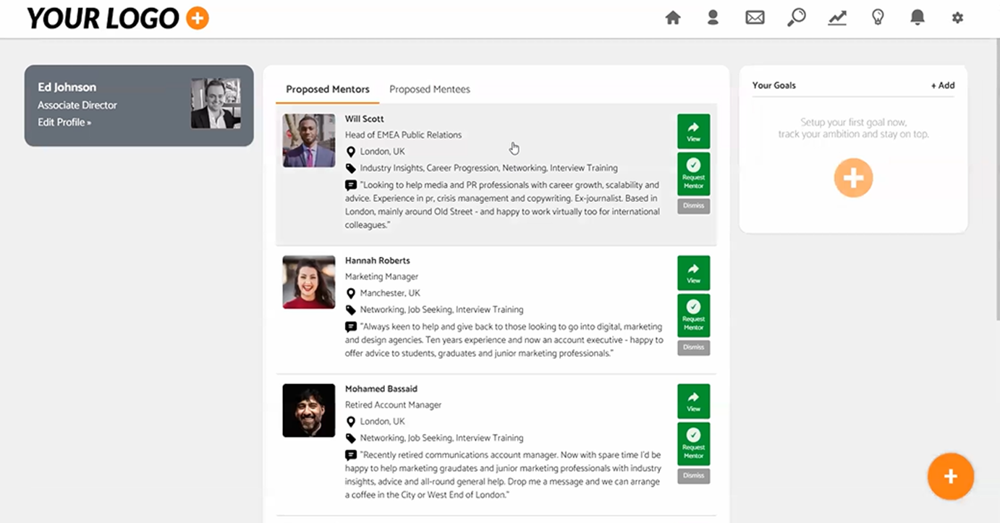 YOUR LOGO
Ed Johnson
Associate Director
Edit Profile »
Proposed Mentors
Proposed Mentees
Will Scott
Head of EMEA Public Relations
London, UK
Industry Insights, Career Progression, Networking, Interview Training
"Looking to help media and PR professionals with career growth, scalability and
advice. Experience in pr, crisis management and copywriting. Ex-journalist. Based in
London, mainly around Old Street - and happy to work virtually too for international
colleagues."
View
Request
Mentor
Dismiss
Hannah Roberts
Marketing Manager
Manchester, UK
Networking, Job Seeking, Interview Training
"Always keen to help and give back to those looking to go into digital, marketing
and design agencies. Ten years experience and now an account executive - happy to
offer advice to students, graduates and junior marketing professionals."
View
Request
Mentor
Dismiss
Mohamed Bassaid
Retired Account Manager
London, UK
Networking, Job Seeking, Interview Training
"Recently retired communications account manager. Now with spare time I'd be
happy to help marketing graudates and junior marketing professionals with industry
insights, advice and all-round general help. Drop me a message and we can arrange
a coffee in the City or West End of London."
View
Request
Mentor
Dismiss
Your Goals
+ Add
Setup your first goal now,
track your ambition and stay on top.